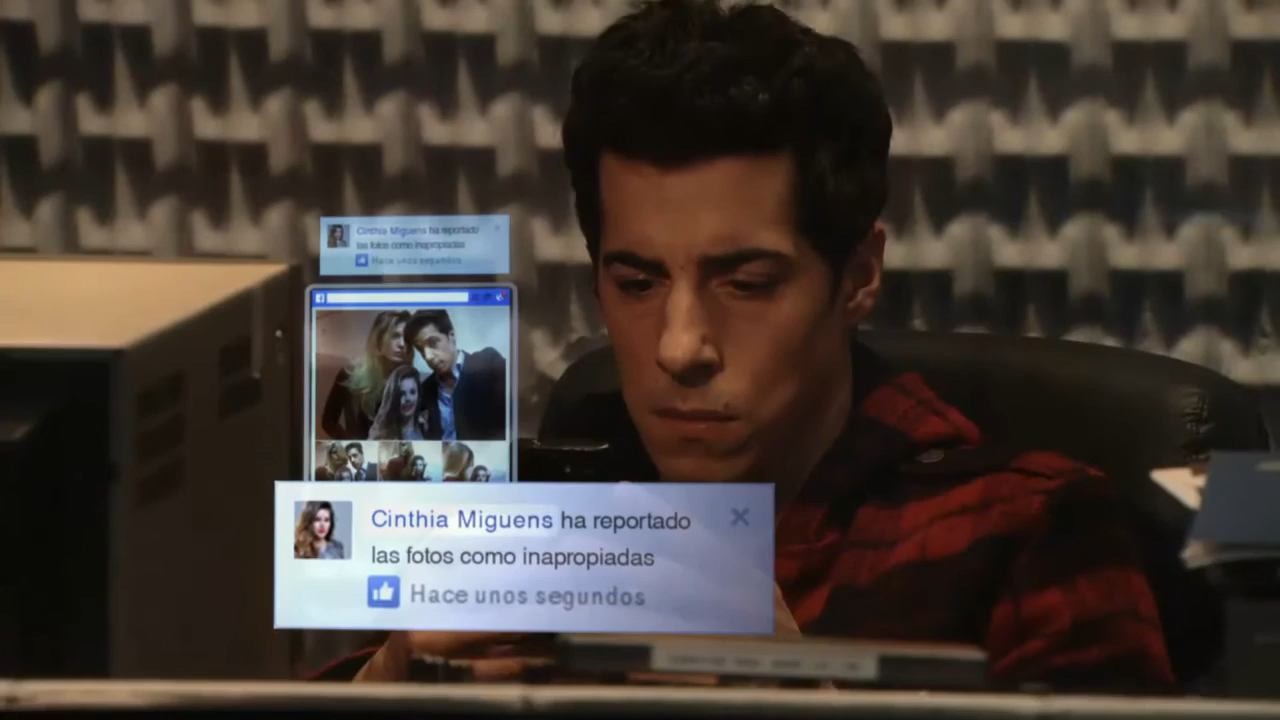 Cinthia Miguens ha reportado
las fotos como inapropiadas
Hace unos segundos
Cinthia Miguens ha reportado
las fotos como inapropiadas
Hace unos segundos